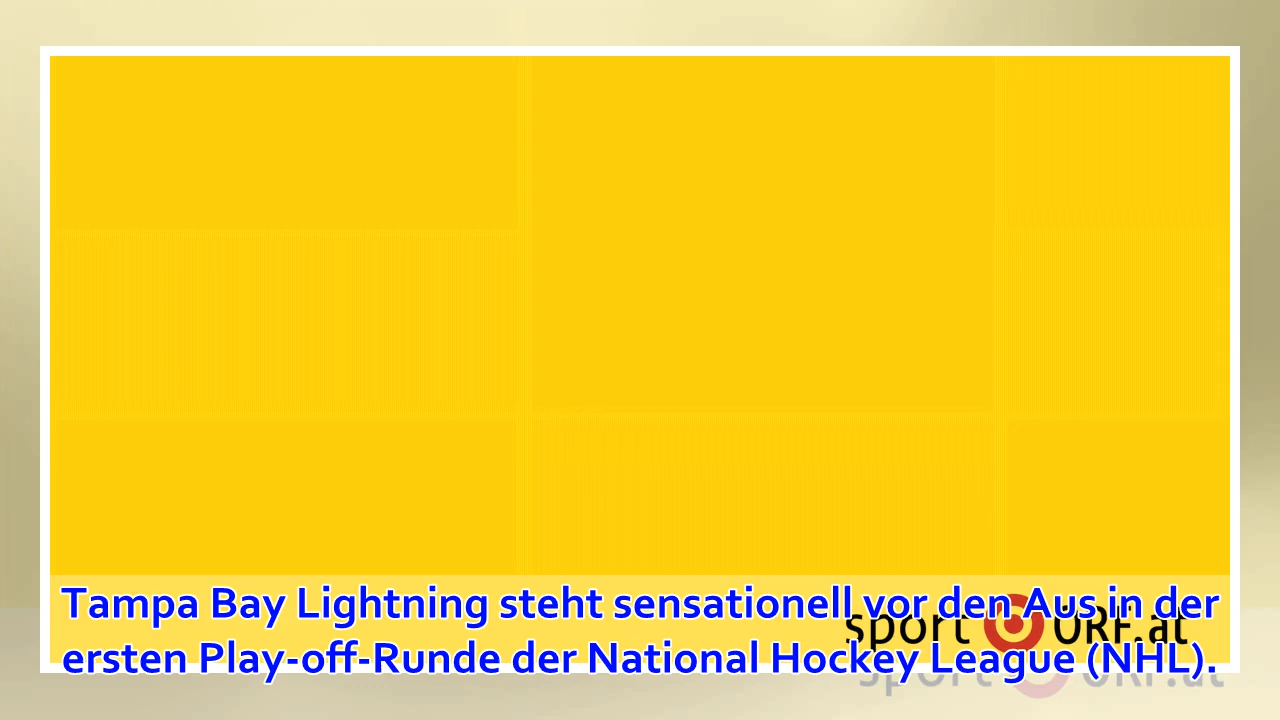 Tampa Bay Lightning steht sensationell vor den Aus in der
ersten Play-off-Runde der National Hockey League (NHL).
sport ORF.at
sport ORF.at